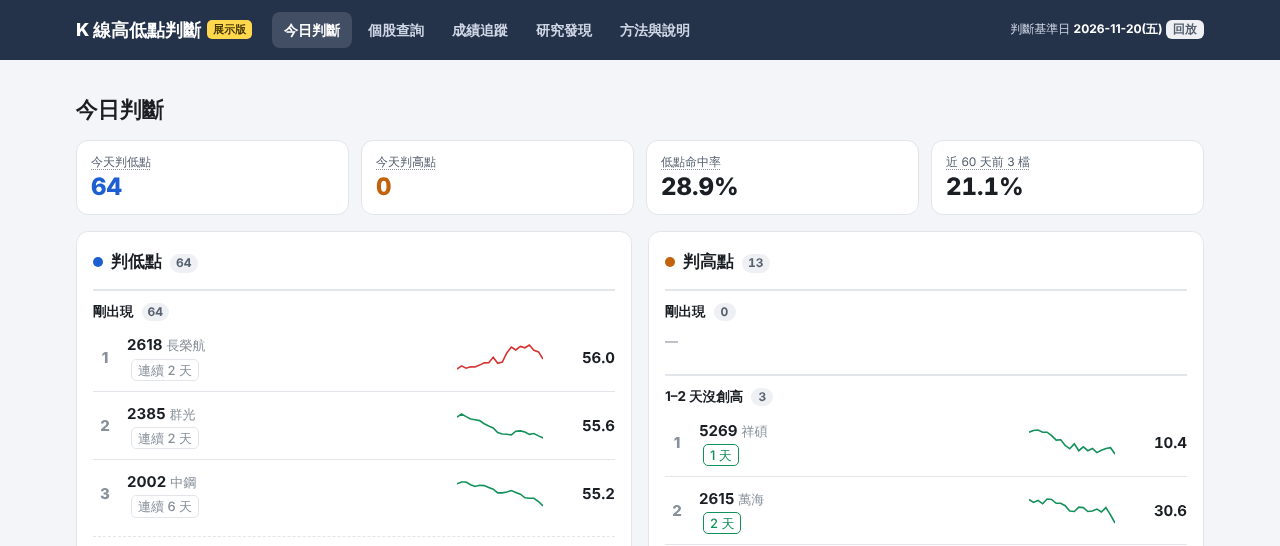 K 線高低點判斷 展示版 今日判斷 個股查詢 成績追蹤 研究發現 方法與說明 判斷基準日 2026-11-20(五) 回放
今日判斷
今天判低點
64
今天判高點
0
低點命中率
28.9%
近 60 天前 3 檔
21.1%
判低點 64
剛出現 64
1 2618 長榮航 56.0
連續 2 天
2 2385 群光 55.6
連續 2 天
3 2002 中鋼 55.2
連續 6 天
判高點 13
剛出現 0
—
1–2 天沒創高 3
1 5269 祥碩 10.4
1 天
2 2615 萬海 30.6
2 天